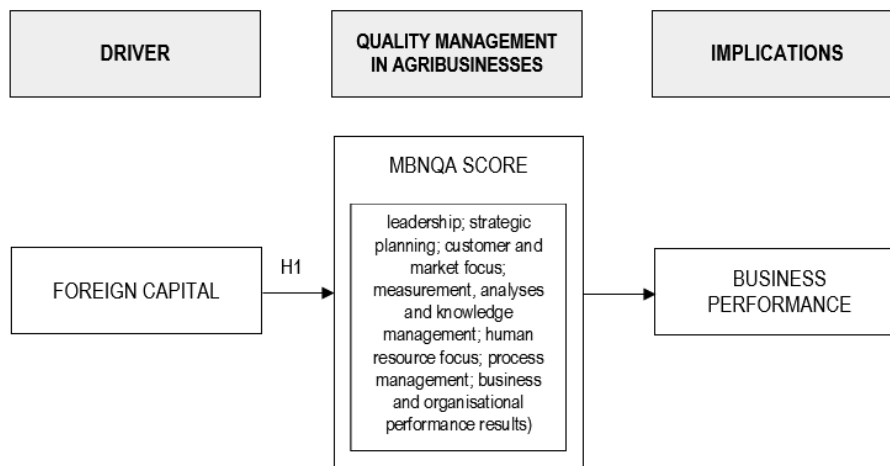 DRIVER
QUALITY MANAGEMENT
IN AGRIBUSINESSES
IMPLICATIONS
FOREIGN CAPITAL
H1
MBNQA SCORE
leadership; strategic
planning; customer and
market focus;
measurement, analyses
and knowledge
management; human
resource focus; process
management; business
and organisational
performance results)
BUSINESS
PERFORMANCE